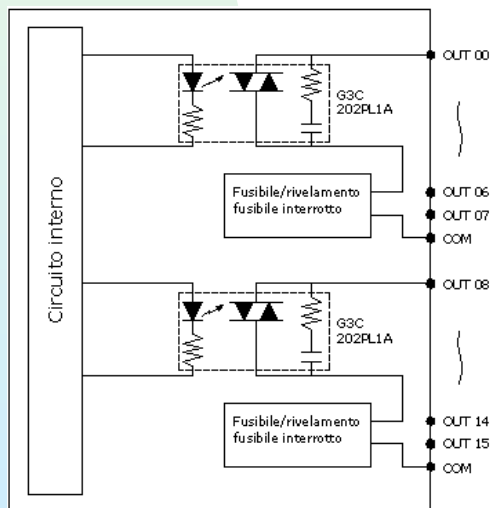 Circuito interno
OUT 00
G3C
202PL1A
Fusibile/rivelamento
fusibile interrotto
OUT 06
OUT 07
COM
OUT 08
G3C
202PL1A
Fusibile/rivelamento
fusibile interrotto
OUT 14
OUT 15
COM